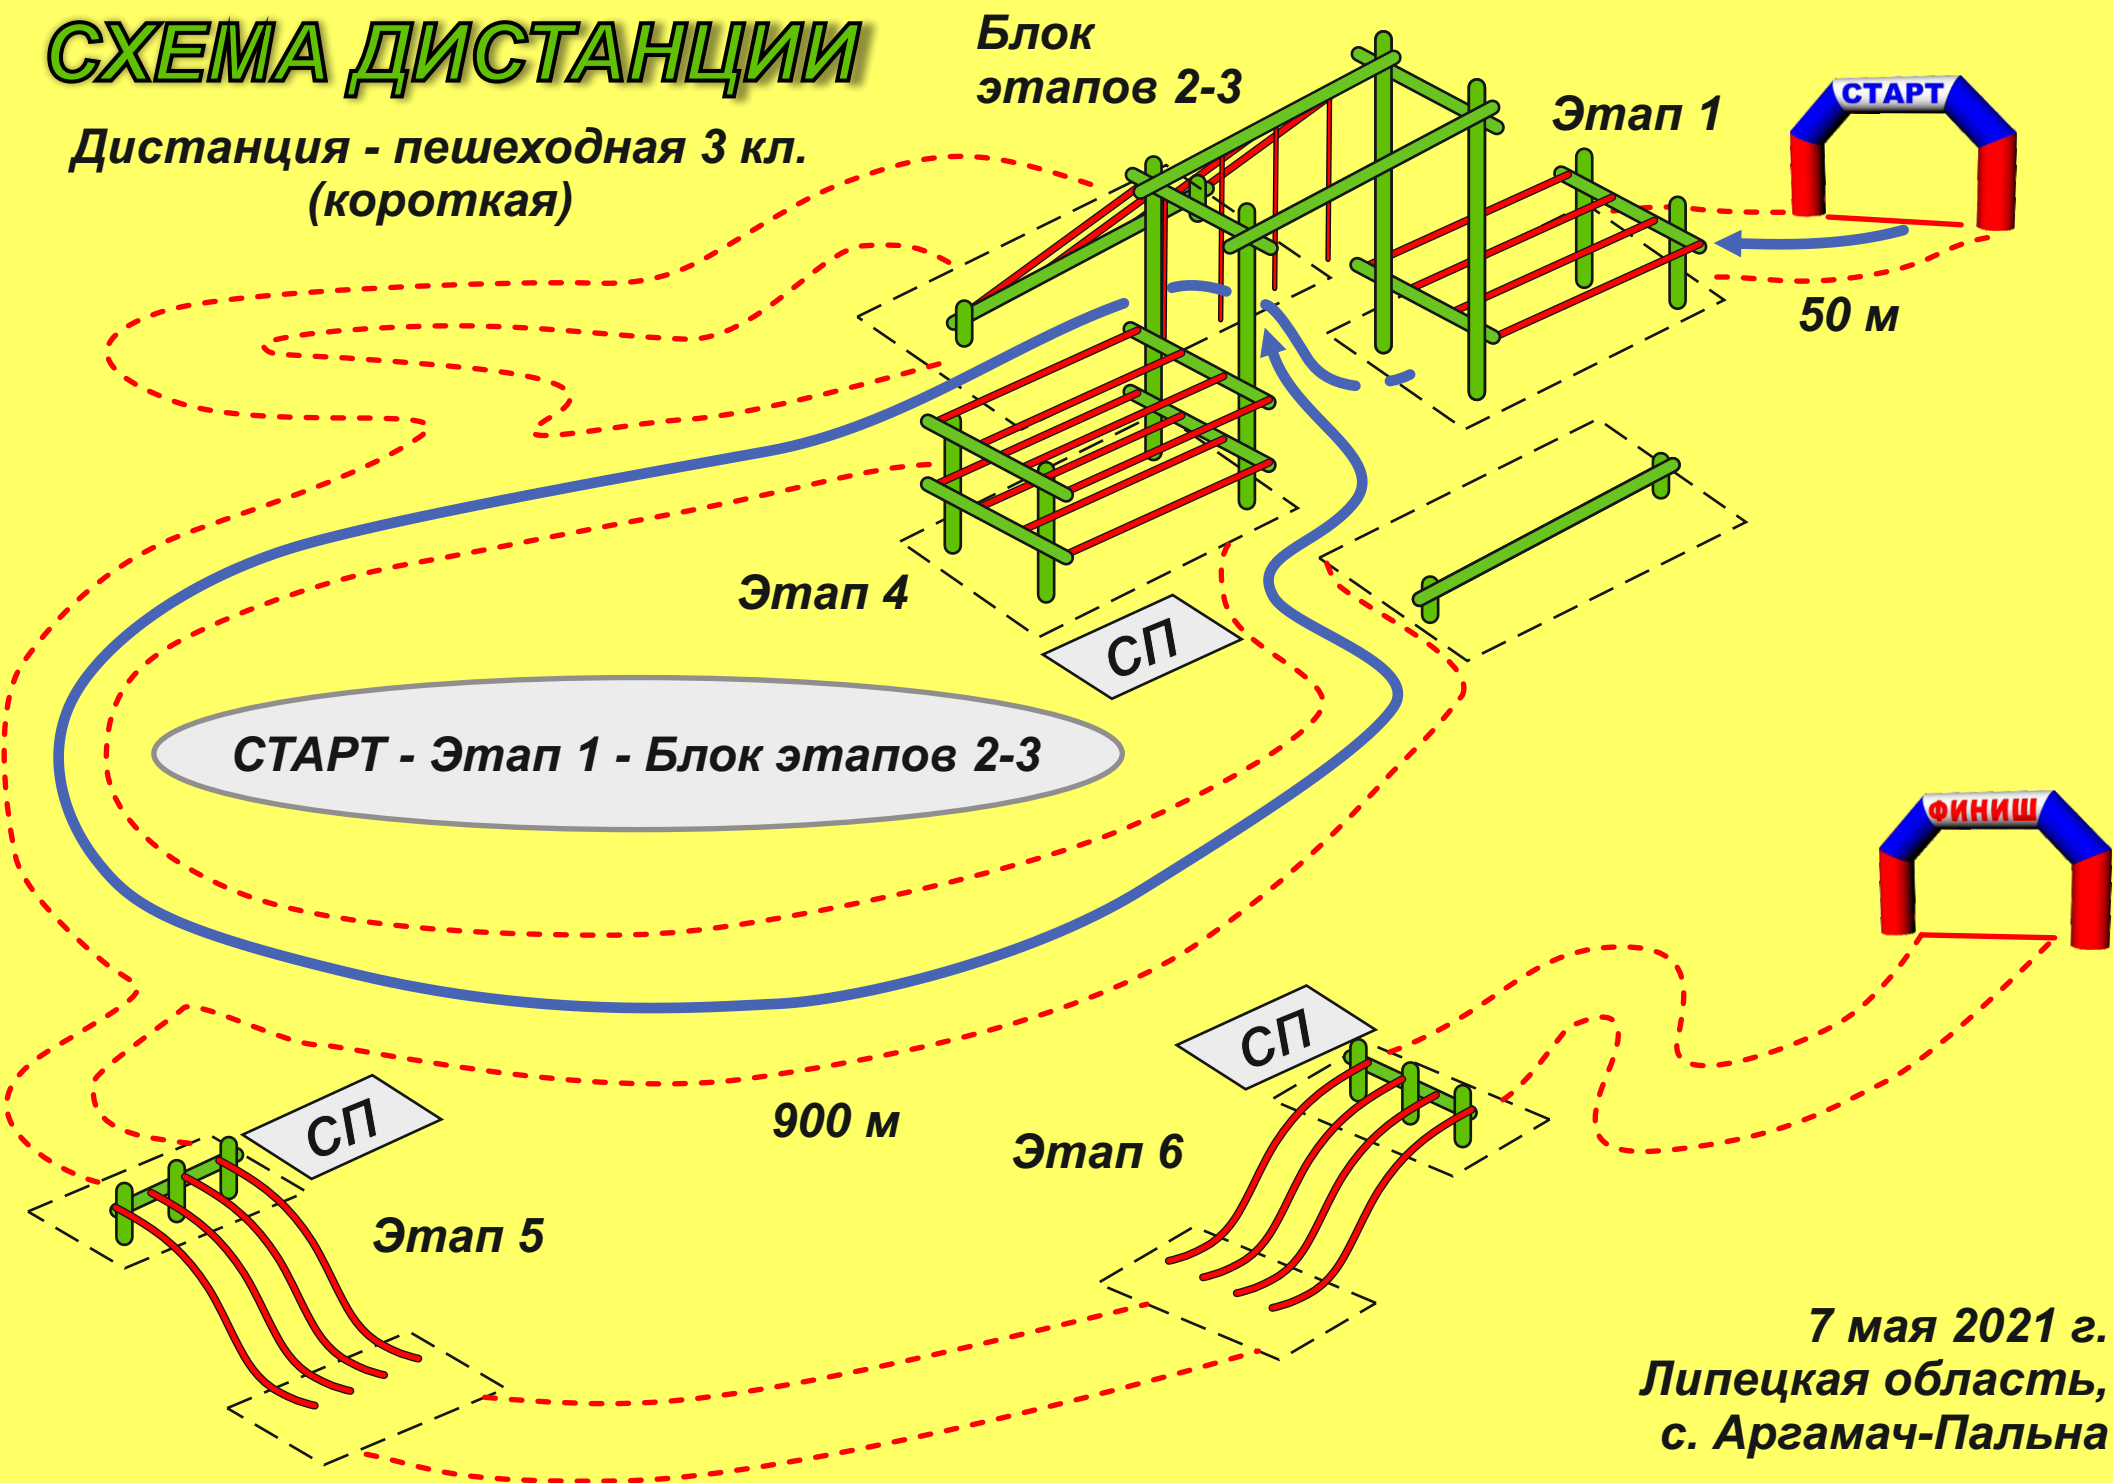 СХЕМА ДИСТАНЦИИ
Дистанция - пешеходная 3 кл.
(короткая)
Блок
этапов 2-3
Этап 1
СТАРТ
50 м
Этап 4
СП
СТАРТ - Этап 1 - Блок этапов 2-3
ФИНИШ
СП
900 м
Этап 6
СП
Этап 5
7 мая 2021 г.
Липецкая область,
с. Аргамач-Пальна